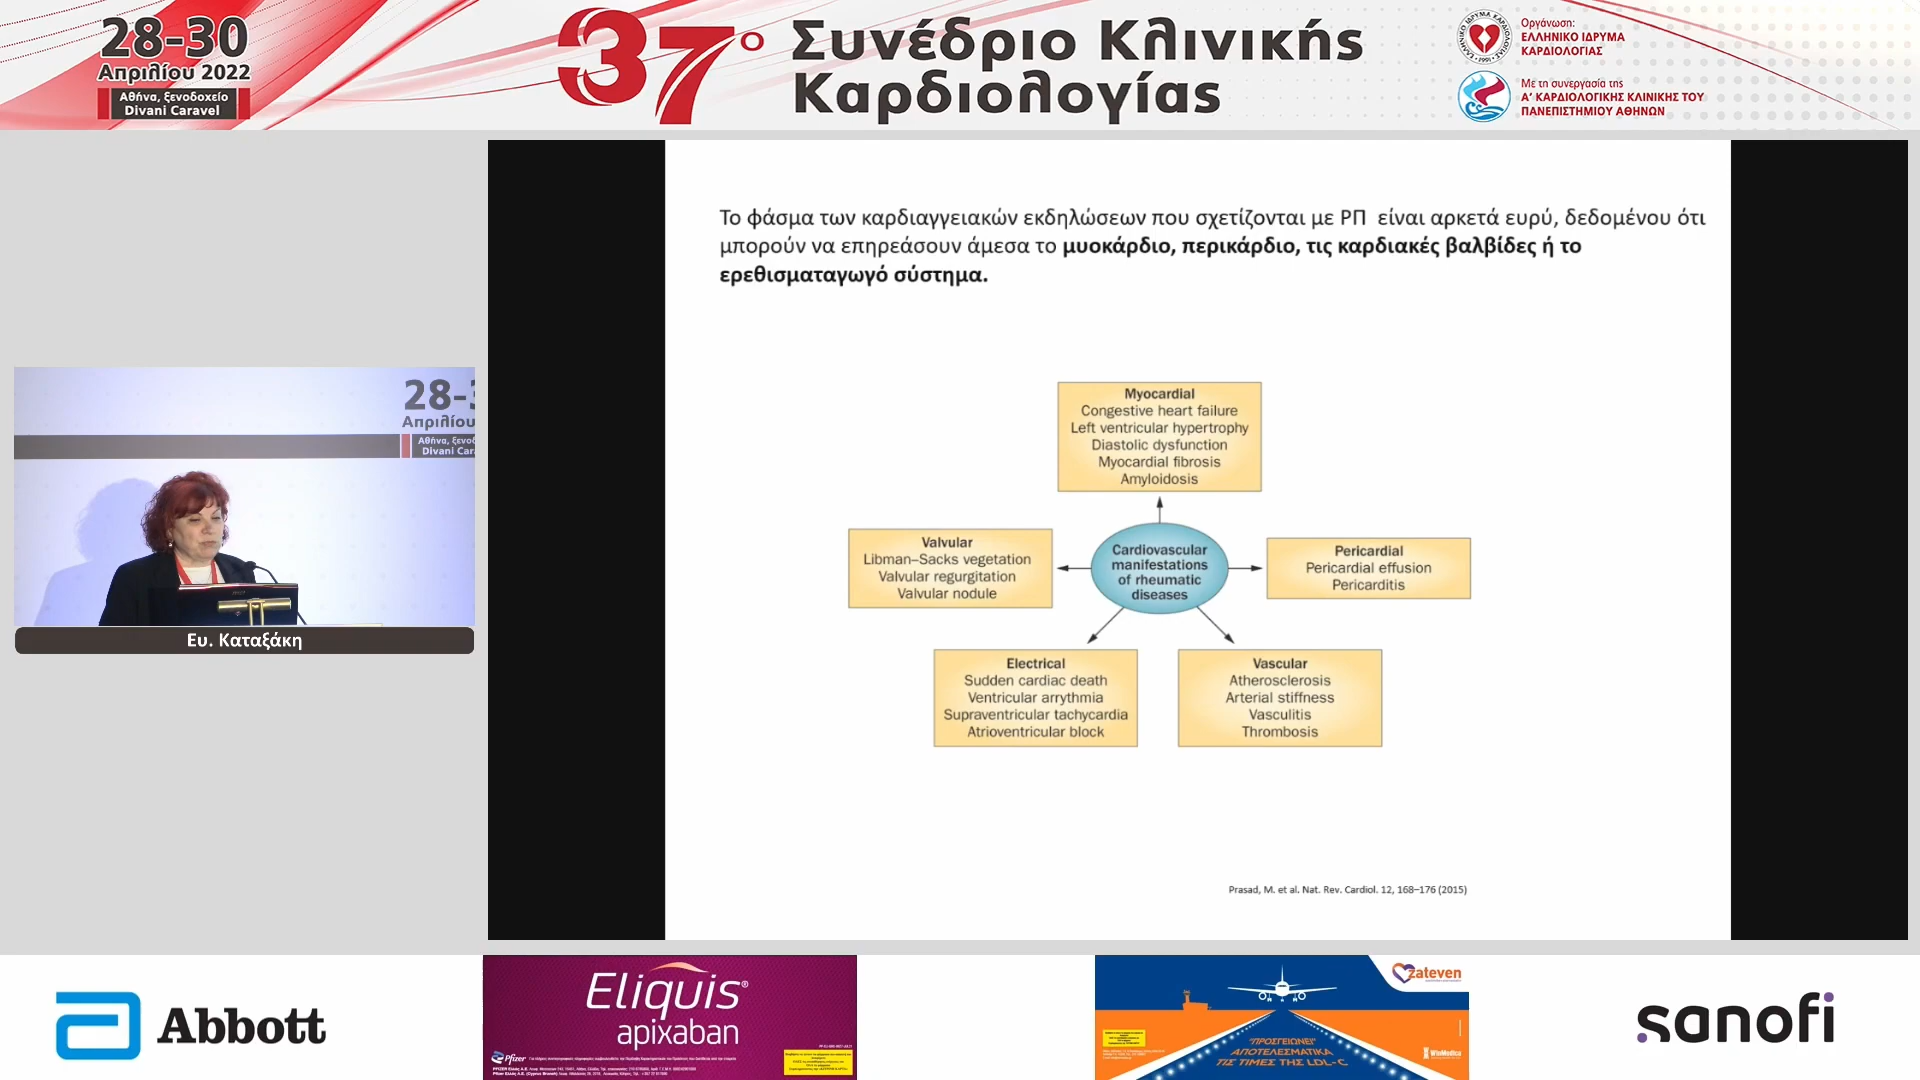 28-30
Απριλίου 2022
Αθήνα, ξενοδοχείο
Divani Caravel
37ο
Συνέδριο Κλινικής
Καρδιολογίας
ΕΛΛΗΝΙΚΟ ΙΔΡΥΜΑ ΚΑΡΔΙΟΛΟΓΙΑΣ
Οργάνωση:
ΕΛΛΗΝΙΚΟ ΙΔΡΥΜΑ
ΚΑΡΔΙΟΛΟΓΙΑΣ
Με τη συνεργασία της
Α' ΚΑΡΔΙΟΛΟΓΙΚΗΣ ΚΛΙΝΙΚΗΣ ΤΟΥ
ΠΑΝΕΠΙΣΤΗΜΙΟΥ ΑΘΗΝΩΝ
28-3
Απριλίου
Αθήνα, ξενοδ
Divani Car
Ευ. Καταξάκη
Το φάσμα των καρδιαγγειακών εκδηλώσεων που σχετίζονται με ΡΠ είναι αρκετά ευρύ, δεδομένου ότι
μπορούν να επηρεάσουν άμεσα το μυοκάρδιο, περικάρδιο, τις καρδιακές βαλβίδες ή το
ερεθισματαγωγό σύστημα.
Myocardial
Congestive heart failure
Left ventricular hypertrophy
Diastolic dysfunction
Myocardial fibrosis
Amyloidosis
Valvular
Libman–Sacks vegetation
Valvular regurgitation
Valvular nodule
Cardiovascular
manifestations
of rheumatic
diseases
Pericardial
Pericardial effusion
Pericarditis
Electrical
Sudden cardiac death
Ventricular arrythmia
Supraventricular tachycardia
Atrioventricular block
Vascular
Atherosclerosis
Arterial stiffness
Vasculitis
Thrombosis
Prasad, M. et al. Nat. Rev. Cardiol. 12, 168–176 (2015)
Abbott
Eliquis®
apixaban
Pfizer
zateven
"ΠΡΟΣΓΕΙΩΝΕΙ"
ΑΠΟΤΕΛΕΣΜΑΤΙΚΑ
ΤΙΣ ΤΙΜΕΣ ΤΗΣ LDL-C
WinMedica
sanofi